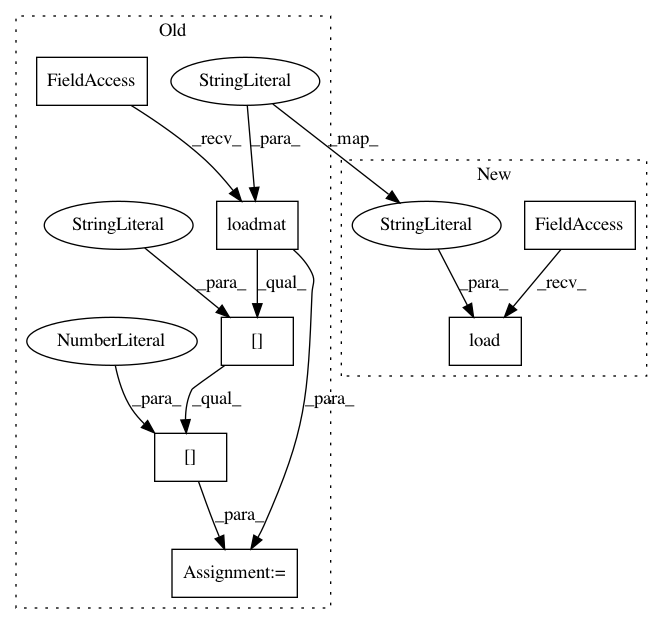 Old
FieldAccess
StringLiteral
_recv_
_para_
_map_
New
StringLiteral
loadmat
StringLiteral
FieldAccess
_para_
_qual_
_para_
_recv_
NumberLiteral
[]
load
_para_
_qual_
_para_
[]
_para_
Assignment:=